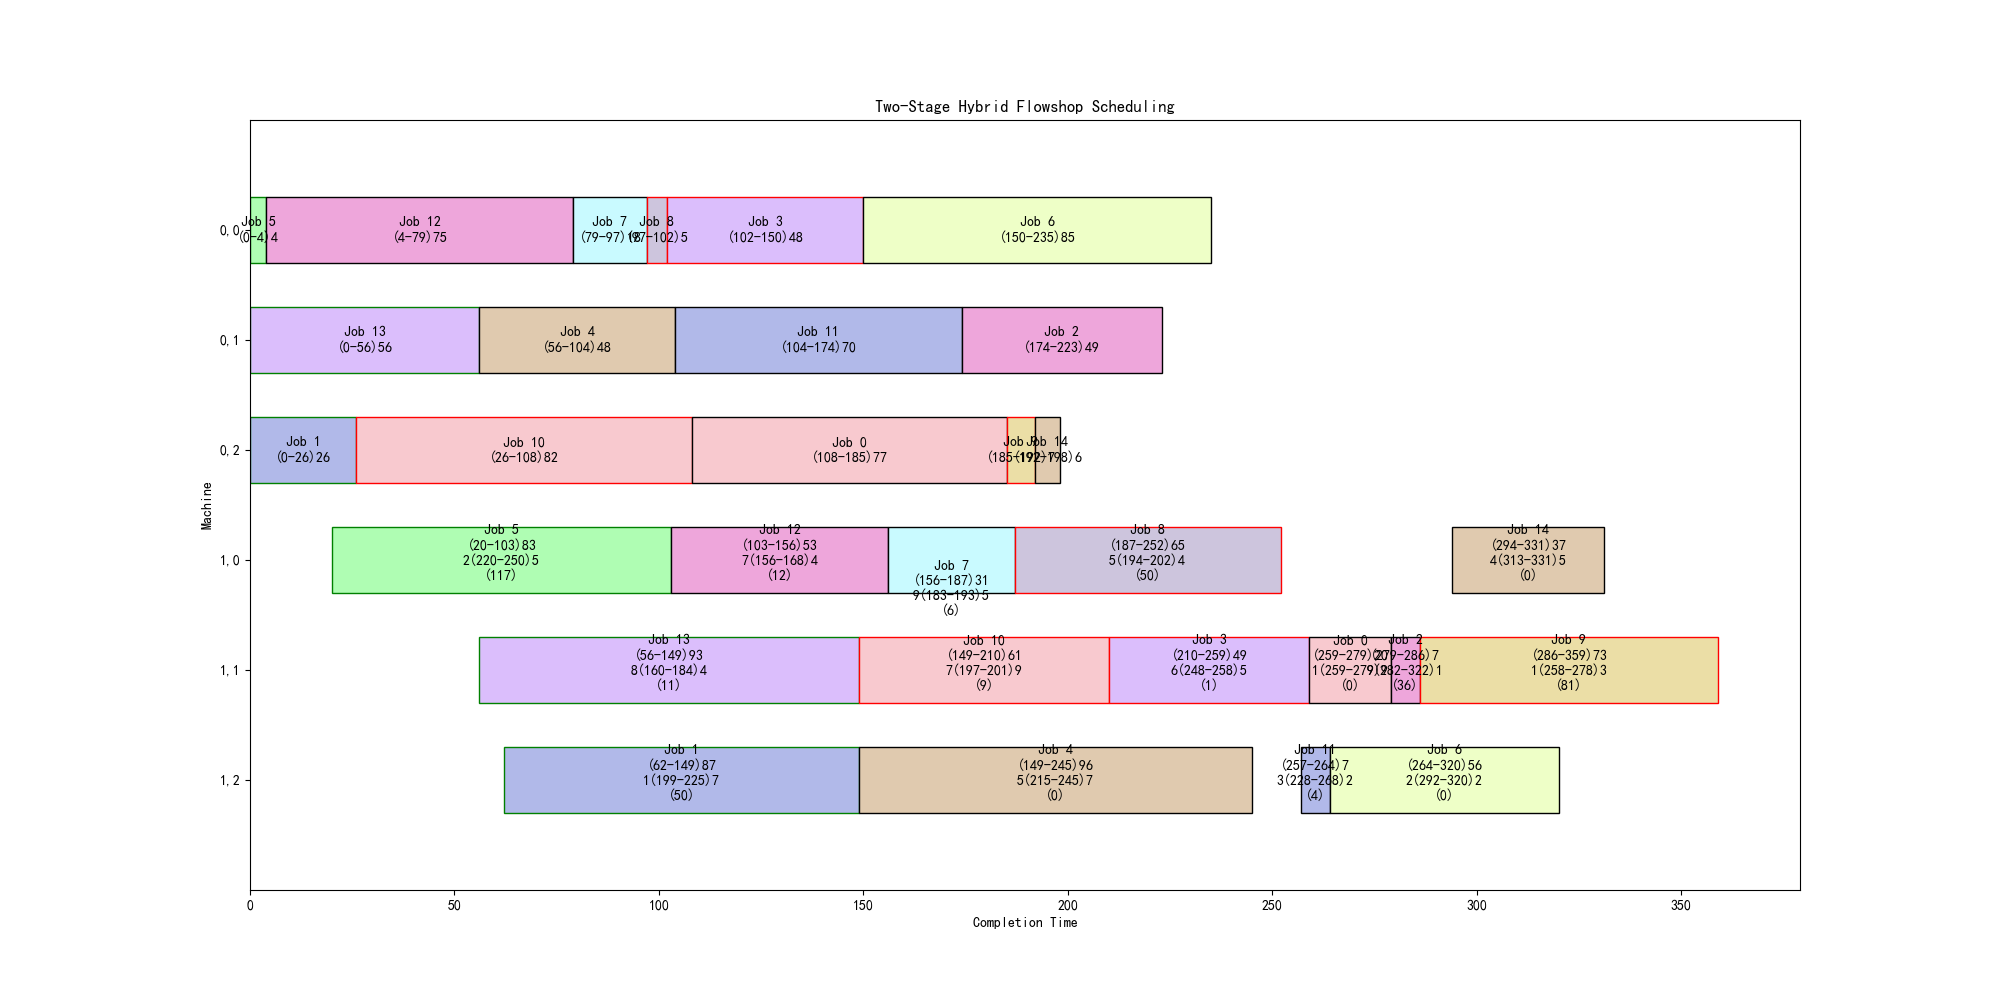 Two-Stage Hybrid Flowshop Scheduling
Machine
0,0
Job 5
(0-4)4
Job 12
(4-79)75
Job 7
(79-97)18
Job 8
(97-102)5
Job 3
(102-150)48
Job 6
(150-235)85
0,1
Job 13
(0-56)56
Job 4
(56-104)48
Job 11
(104-174)70
Job 2
(174-223)49
0,2
Job 1
(0-26)26
Job 10
(26-108)82
Job 0
(108-185)77
Job 9
(185-192)7
Job 14
(192-198)6
1,0
Job 5
(20-103)83
2(220-250)5
(117)
Job 12
(103-156)53
7(156-168)4
(12)
Job 7
(156-187)31
9(183-193)5
(6)
Job 8
(187-252)65
5(194-202)4
(50)
Job 14
(294-331)37
4(313-331)5
(0)
1,1
Job 13
(56-149)93
8(160-184)4
(11)
Job 10
(149-210)61
7(197-201)9
(9)
Job 3
(210-259)49
6(248-258)5
(1)
Job 0
(259-279)20
(0)
Job 2
(279-286)7
(36)
Job 9
(286-359)73
1(258-278)3
(81)
1,2
Job 1
(62-149)87
1(199-225)7
(50)
Job 4
(149-245)96
5(215-245)7
(0)
Job 11
(257-264)7
3(228-268)2
(4)
Job 6
(264-320)56
2(292-320)2
(0)
0 50 100 150 200 250 300 350
Completion Time